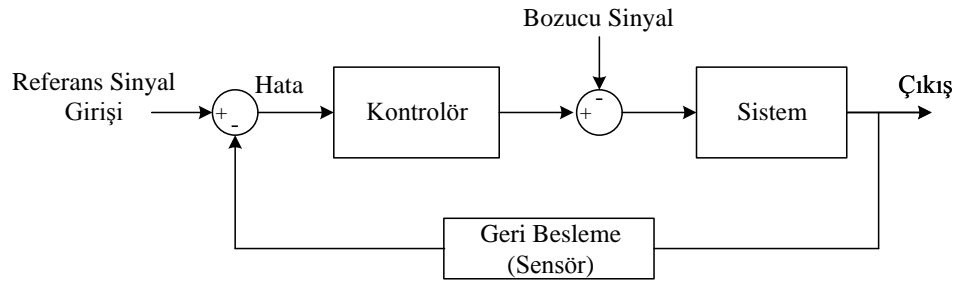 Bozucu Sinyal
Referans Sinyal
Girişi
Hata
Kontrolör
Sistem
Çıkış
+
-
+
-
Geri Besleme
(Sensör)